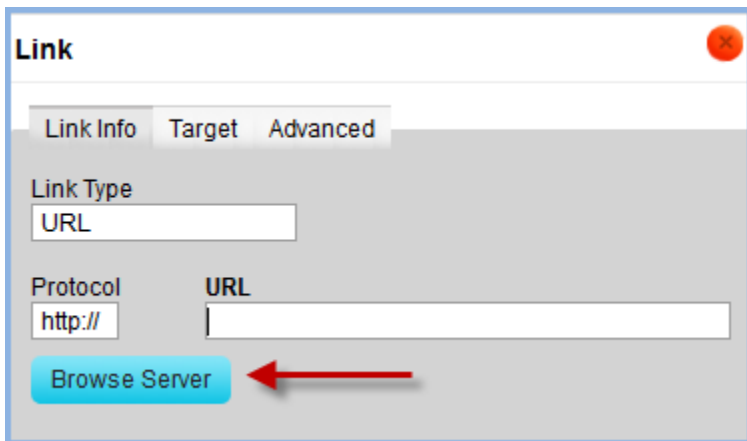 Link
Link Info Target Advanced
Link Type
URL
Protocol URL
http://
Browse Server